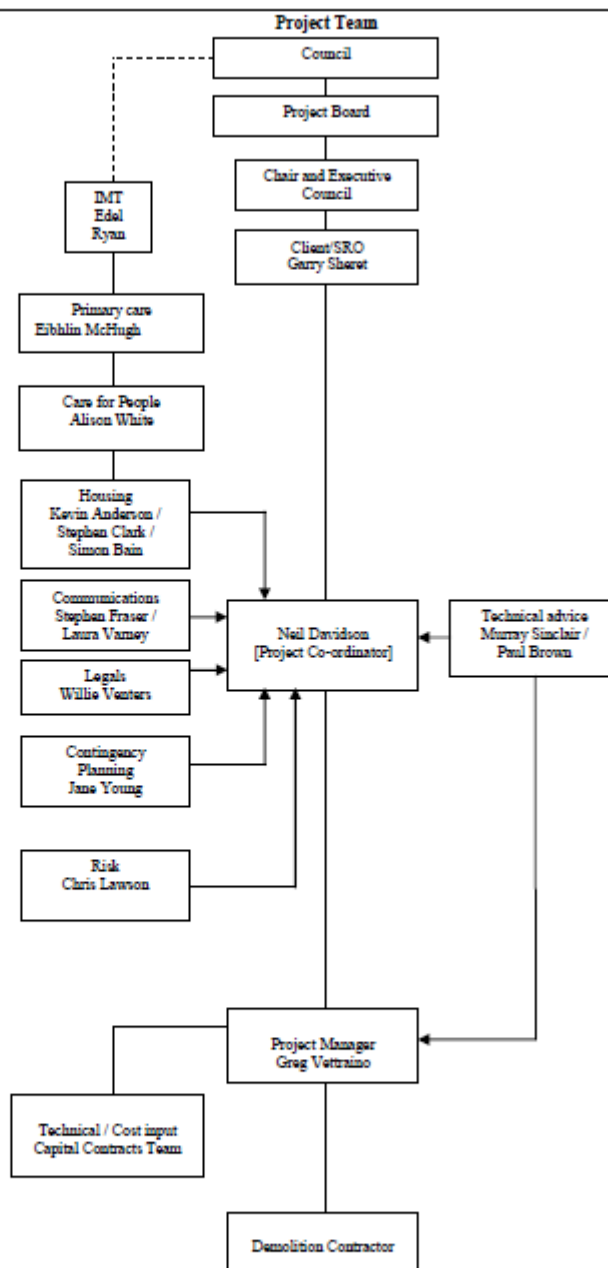 Project Team
Council
Project Board
Chair and Executive
Council
IMT
Edel
Ryan
Client/SRO
Garry Sheret
Primary care
Eibhlin McHugh
Care for People
Alison White
Housing
Kevin Anderson /
Stephen Clark /
Simon Bain
Communications
Stephen Fraser /
Laura Varney
Neil Davidson
[Project Co-ordinator]
Technical advice
Murray Sinclair /
Paul Brown
Legals
Willie Venters
Contingency
Planning
Jane Young
Risk
Chris Lawson
Project Manager
Greg Vettraino
Technical / Cost input
Capital Contracts Team
Demolition Contractor